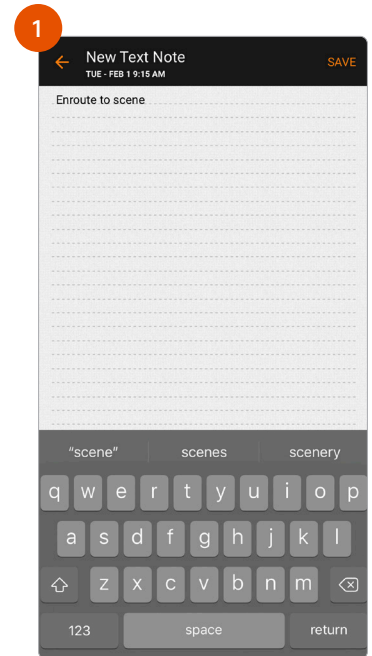 1
New Text Note
SAVE
TUE - FEB 1 9:15 AM
Enroute to scene
“scene” scenes scenery
q w e r t y u i o p
a s d f g h j k l
z x c v b n m
123 space return